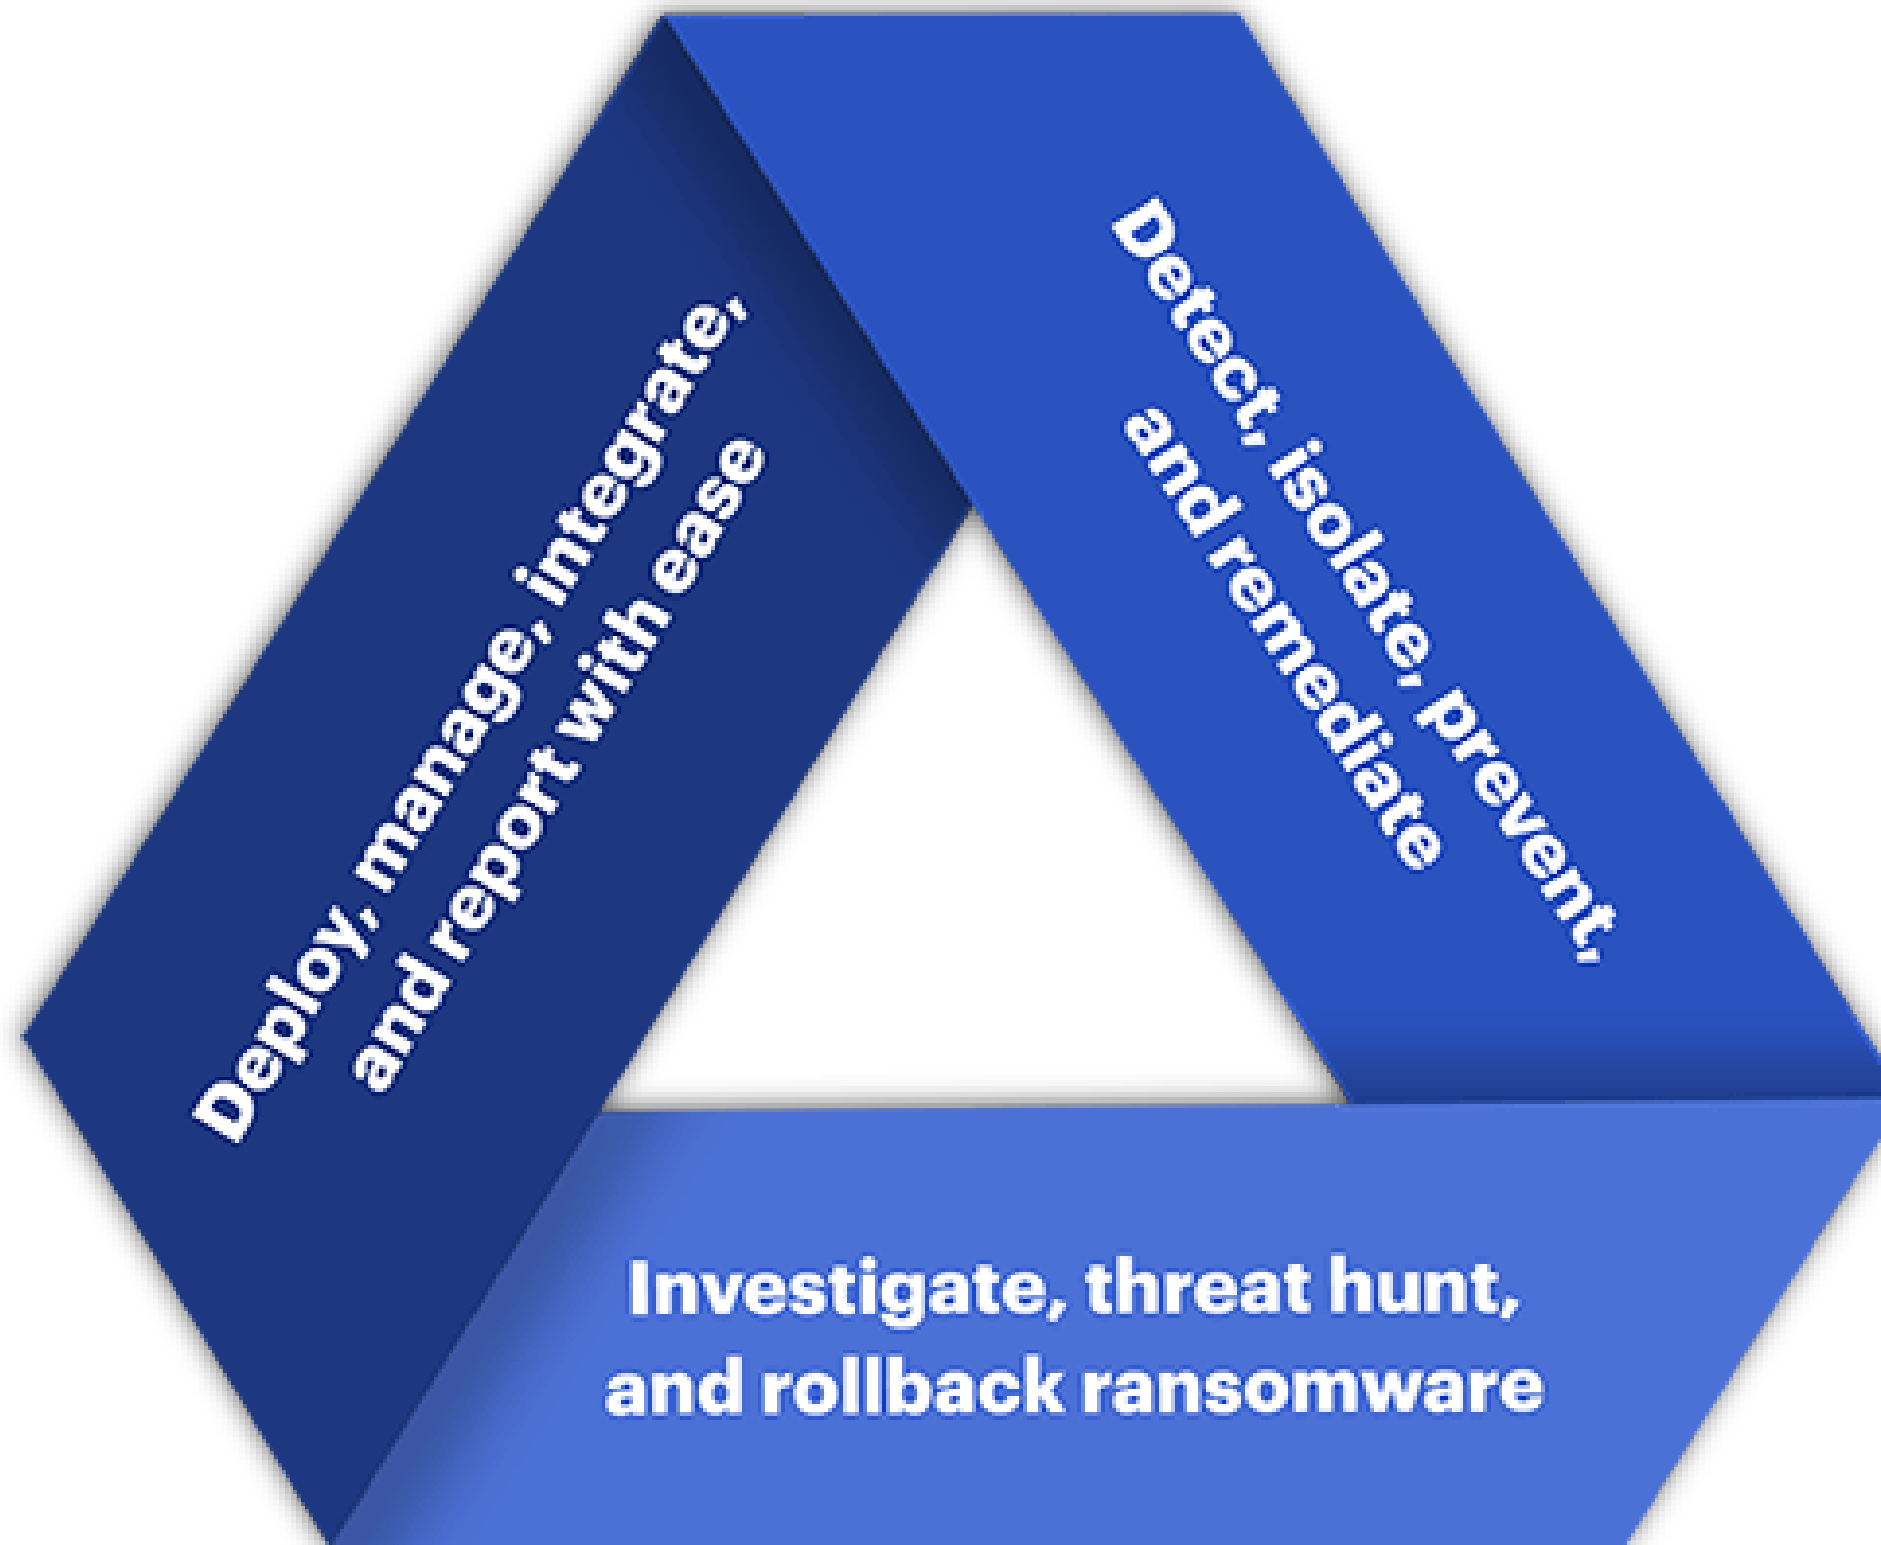 Deploy, manage, integrate,
and report with ease
Detect, isolate, prevent,
and remediate
Investigate, threat hunt,
and rollback ransomware